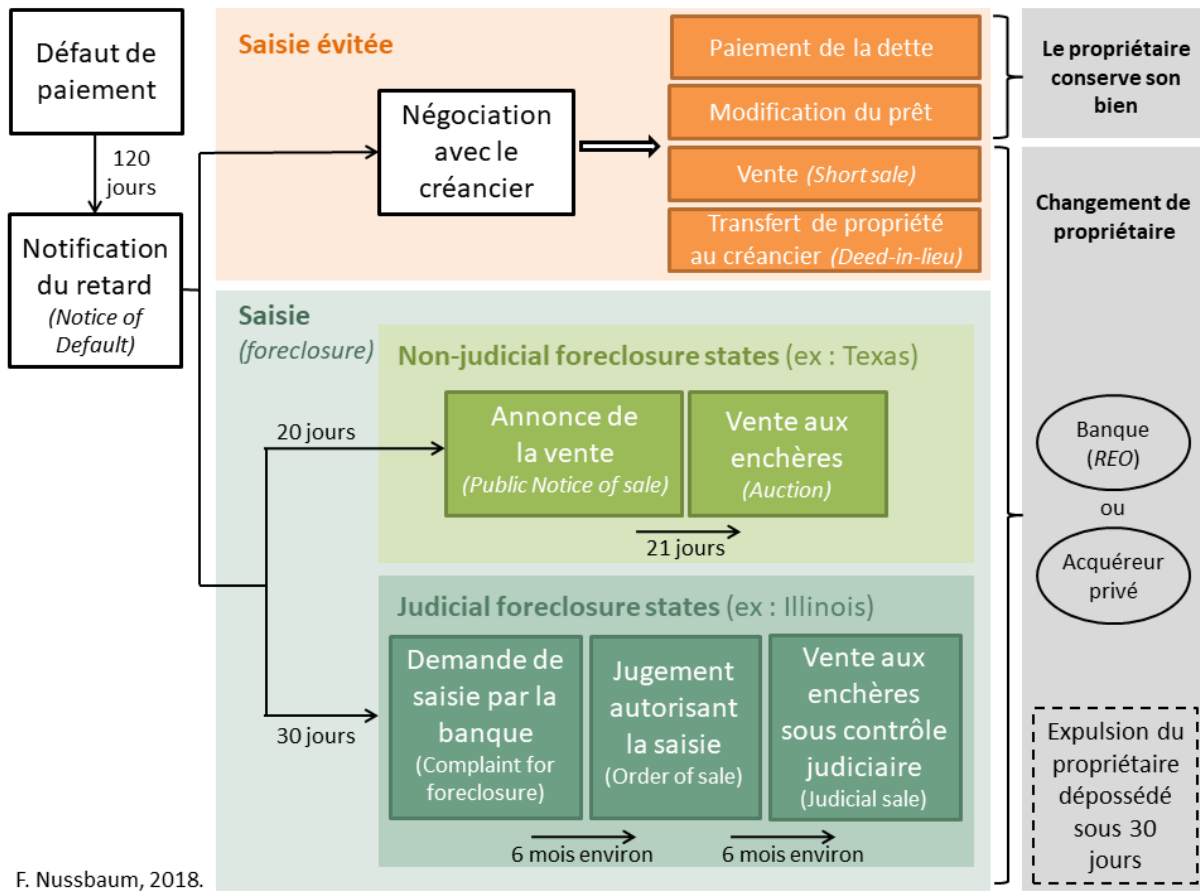 Défaut de
paiement
120
jours
Notification
du retard
(Notice of
Default)
Saisie évitée
Négociation
avec le
créancier
Paiement de la dette
Modification du prêt
Vente (Short sale)
Transfert de propriété
au créancier (Deed-in-lieu)
Le propriétaire
conserve son
bien
Changement de
propriétaire
Saisie
(foreclosure)
Non-judicial foreclosure states (ex : Texas)
20 jours
Annonce de
la vente
(Public Notice of sale)
Vente aux
enchères
(Auction)
21 jours
Judicial foreclosure states (ex : Illinois)
30 jours
Demande de
saisie par la
banque
(Complaint for
foreclosure)
Jugement
autorisant
la saisie
(Order of sale)
Vente aux
enchères
sous contrôle
judiciaire
(Judicial sale)
6 mois environ
6 mois environ
Banque
(REO)
ou
Acquéreur
privé
Expulsion du
propriétaire
dépossédé
sous 30
jours
F. Nussbaum, 2018.